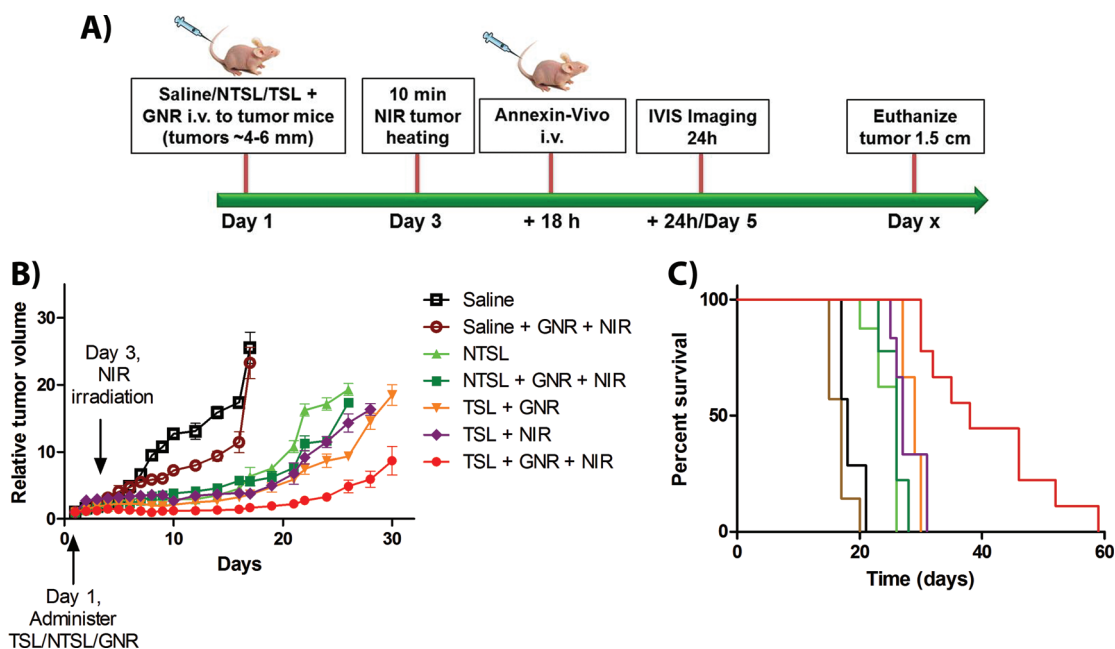 A)
Saline/NTSL/TSL +
GNR i.v. to tumor mice
(tumors ~4-6 mm)
10 min
NIR tumor
heating
Annexin-Vivo
i.v.
IVIS Imaging
24h
Euthanize
tumor 1.5 cm
Day 1
Day 3
+ 18 h
+ 24h/Day 5
Day x
B)
Relative tumor volume
30
20
10
0
0
10
20
30
Days
Day 3,
NIR
irradiation
Day 1,
Administer
TSL/NTSL/GNR
Saline
Saline + GNR + NIR
NTSL
NTSL + GNR + NIR
TSL + GNR
TSL + NIR
TSL + GNR + NIR
C)
Percent survival
100
50
0
0
20
40
60
Time (days)